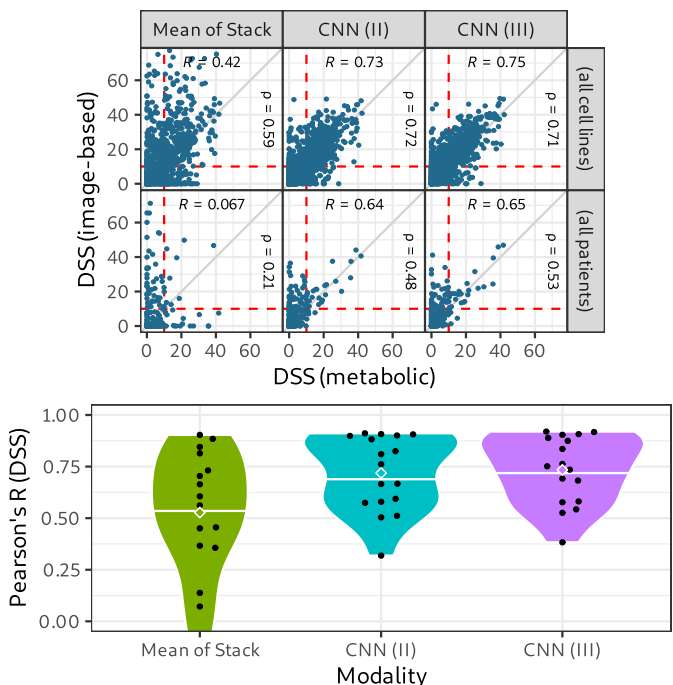 Mean of Stack CNN (II) CNN (III)
R = 0.42 R = 0.73 R = 0.75
ρ = 0.59 ρ = 0.72 ρ = 0.71
(all cell lines)
60
40
20
0
R = 0.067 R = 0.64 R = 0.65
ρ = 0.21 ρ = 0.48 ρ = 0.53
(all patients)
60
40
20
0
DSS (image-based)
0 20 40 60 0 20 40 60 0 20 40 60
DSS (metabolic)
Pearson's R (DSS)
1.00
0.75
0.50
0.25
0.00
Mean of Stack CNN (II) CNN (III)
Modality